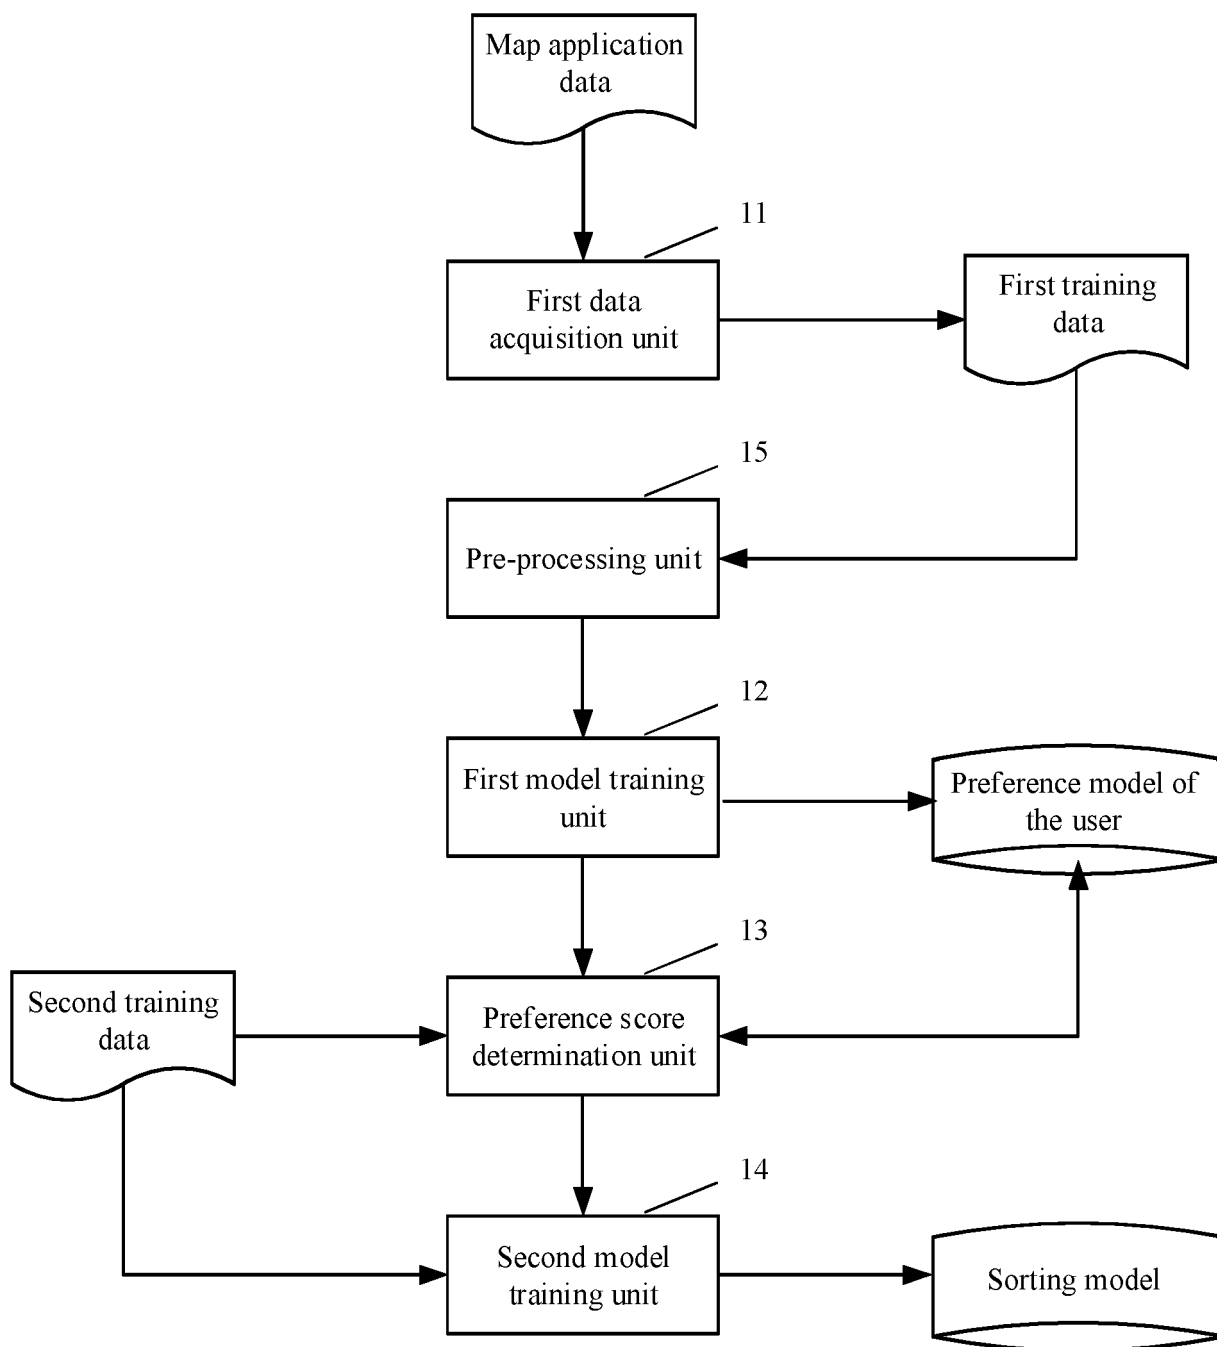 Map application
data
11
First data
acquisition unit
First training
data
15
Pre-processing unit
12
First model training
unit
Preference model of
the user
13
Second training
data
Preference score
determination unit
14
Second model
training unit
Sorting model